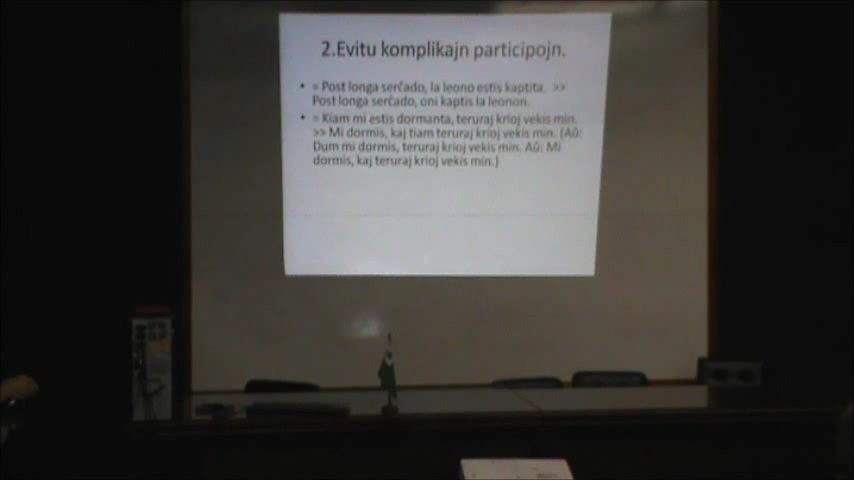 2.Evitu komplikajn participojn.
• = Post longa serĉado, la leono estis kaptita. >>
Post longa serĉado, oni kaptis la leonon.
• = Kiam mi estis dormanta, teruraj krioj vekis min.
>> Mi dormis, kaj tiam teruraj krioj vekis min. (Aŭ:
Dum mi dormis, teruraj krioj vekis min. Aŭ: Mi
dormis, kaj teruraj krioj vekis min.)